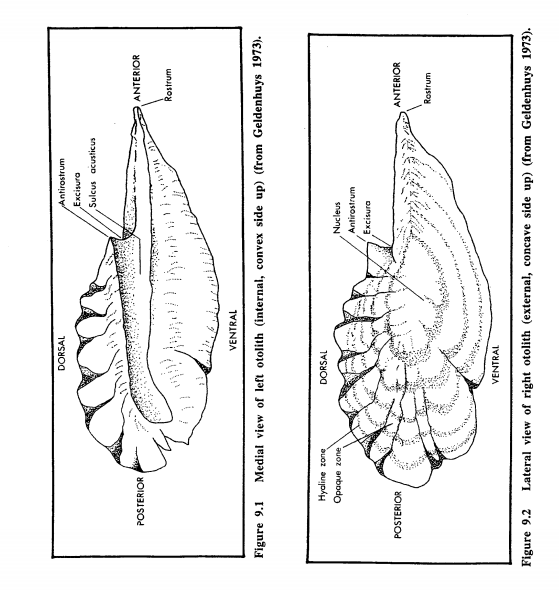 DORSAL
Antirostrum
Excisura
Sulcus acusticus
ANTERIOR
Rostrum
POSTERIOR
VENTRAL
Figure 9.1 Medial view of left otolith (internal, convex side up) (from Geldenhuys 1973).
DORSAL
Nucleus
Antirostrum
Excisura
ANTERIOR
Rostrum
Hyaline zone
Opaque zone
POSTERIOR
VENTRAL
Figure 9.2 Lateral view of right otolith (external, concave side up) (from Geldenhuys 1973).